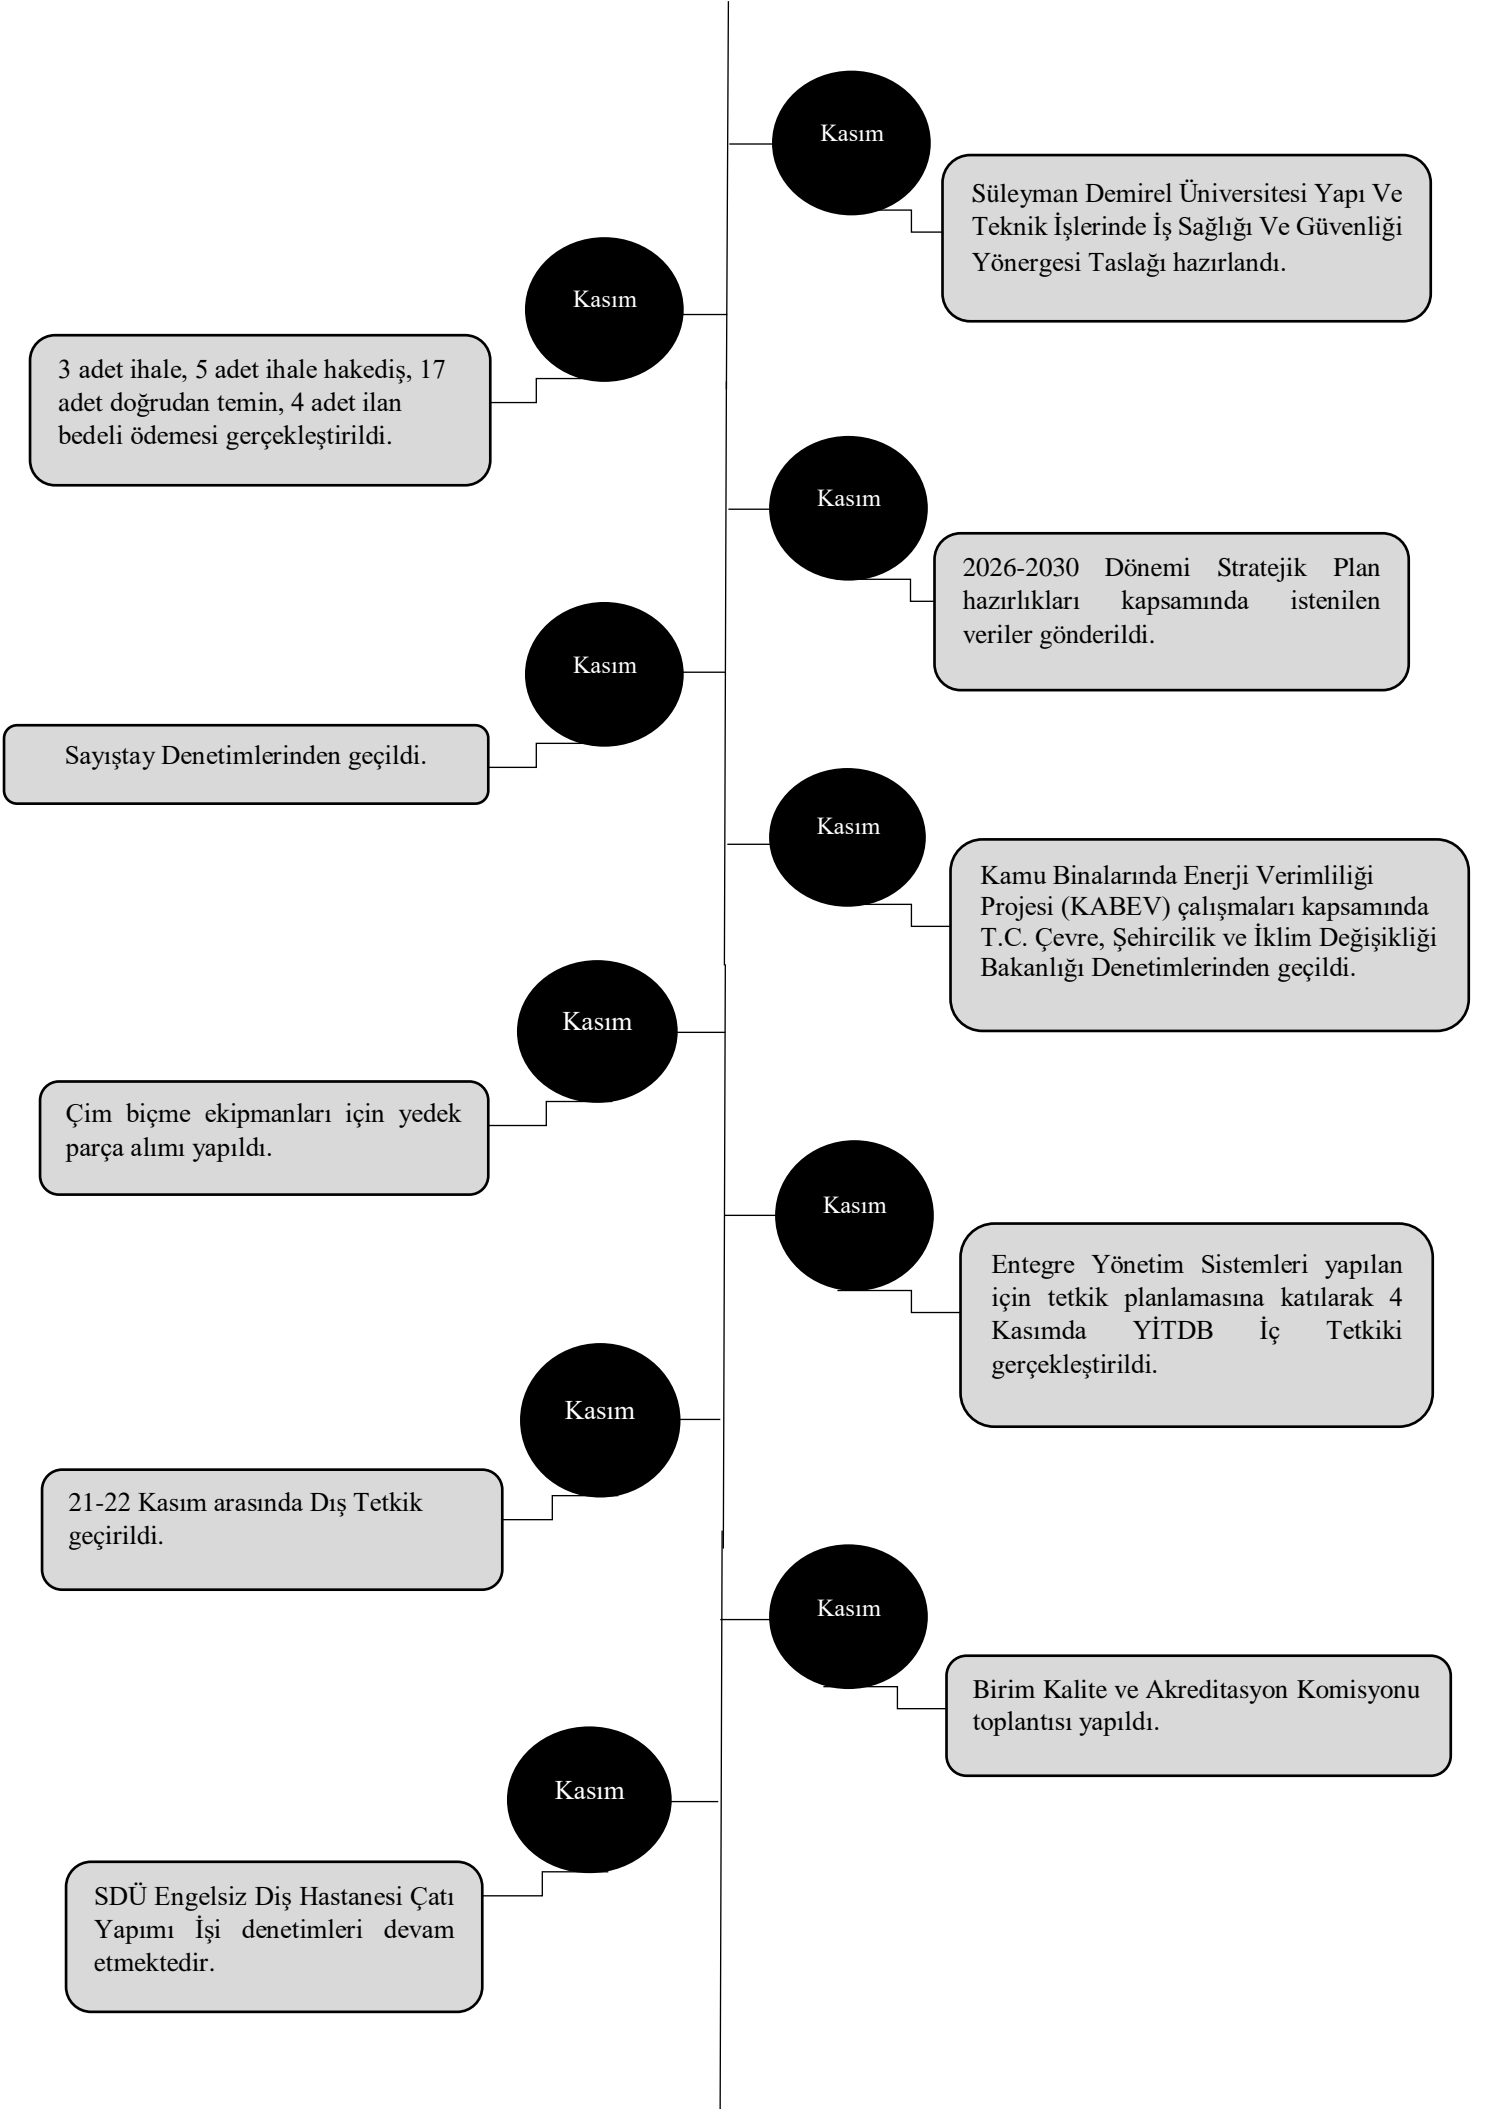 Kasım
Süleyman Demirel Üniversitesi Yapı Ve
Teknik İşlerinde İş Sağlığı Ve Güvenliği
Yönergesi Taslağı hazırlandı.
Kasım
3 adet ihale, 5 adet ihale hakediş, 17
adet doğrudan temin, 4 adet ilan
bedeli ödemesi gerçekleştirildi.
Kasım
2026-2030 Dönemi Stratejik Plan
hazırlıkları kapsamında istenilen
veriler gönderildi.
Kasım
Sayıştay Denetimlerinden geçildi.
Kasım
Kamu Binalarında Enerji Verimliliği
Projesi (KABEV) çalışmaları kapsamında
T.C. Çevre, Şehircilik ve İklim Değişikliği
Bakanlığı Denetimlerinden geçildi.
Kasım
Çim biçme ekipmanları için yedek
parça alımı yapıldı.
Kasım
Entegre Yönetim Sistemleri yapılan
için tetkik planlamasına katılarak 4
Kasımda YİTDB İç Tetkiki
gerçekleştirildi.
Kasım
21-22 Kasım arasında Dış Tetkik
geçirildi.
Kasım
Birim Kalite ve Akreditasyon Komisyonu
toplantısı yapıldı.
Kasım
SDÜ Engelsiz Diş Hastanesi Çatı
Yapımı İşi denetimleri devam
etmektedir.